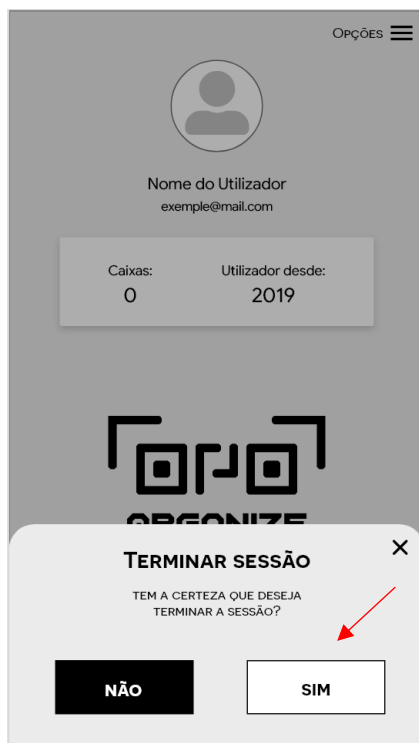 Opções
Nome do Utilizador
exemple@mail.com
Caixas: Utilizador desde:
0 2019
ORGONIZE
Terminar sessão
TEM A CERTEZA QUE DESEJA
TERMINAR A SESSÃO?
NÃO SIM